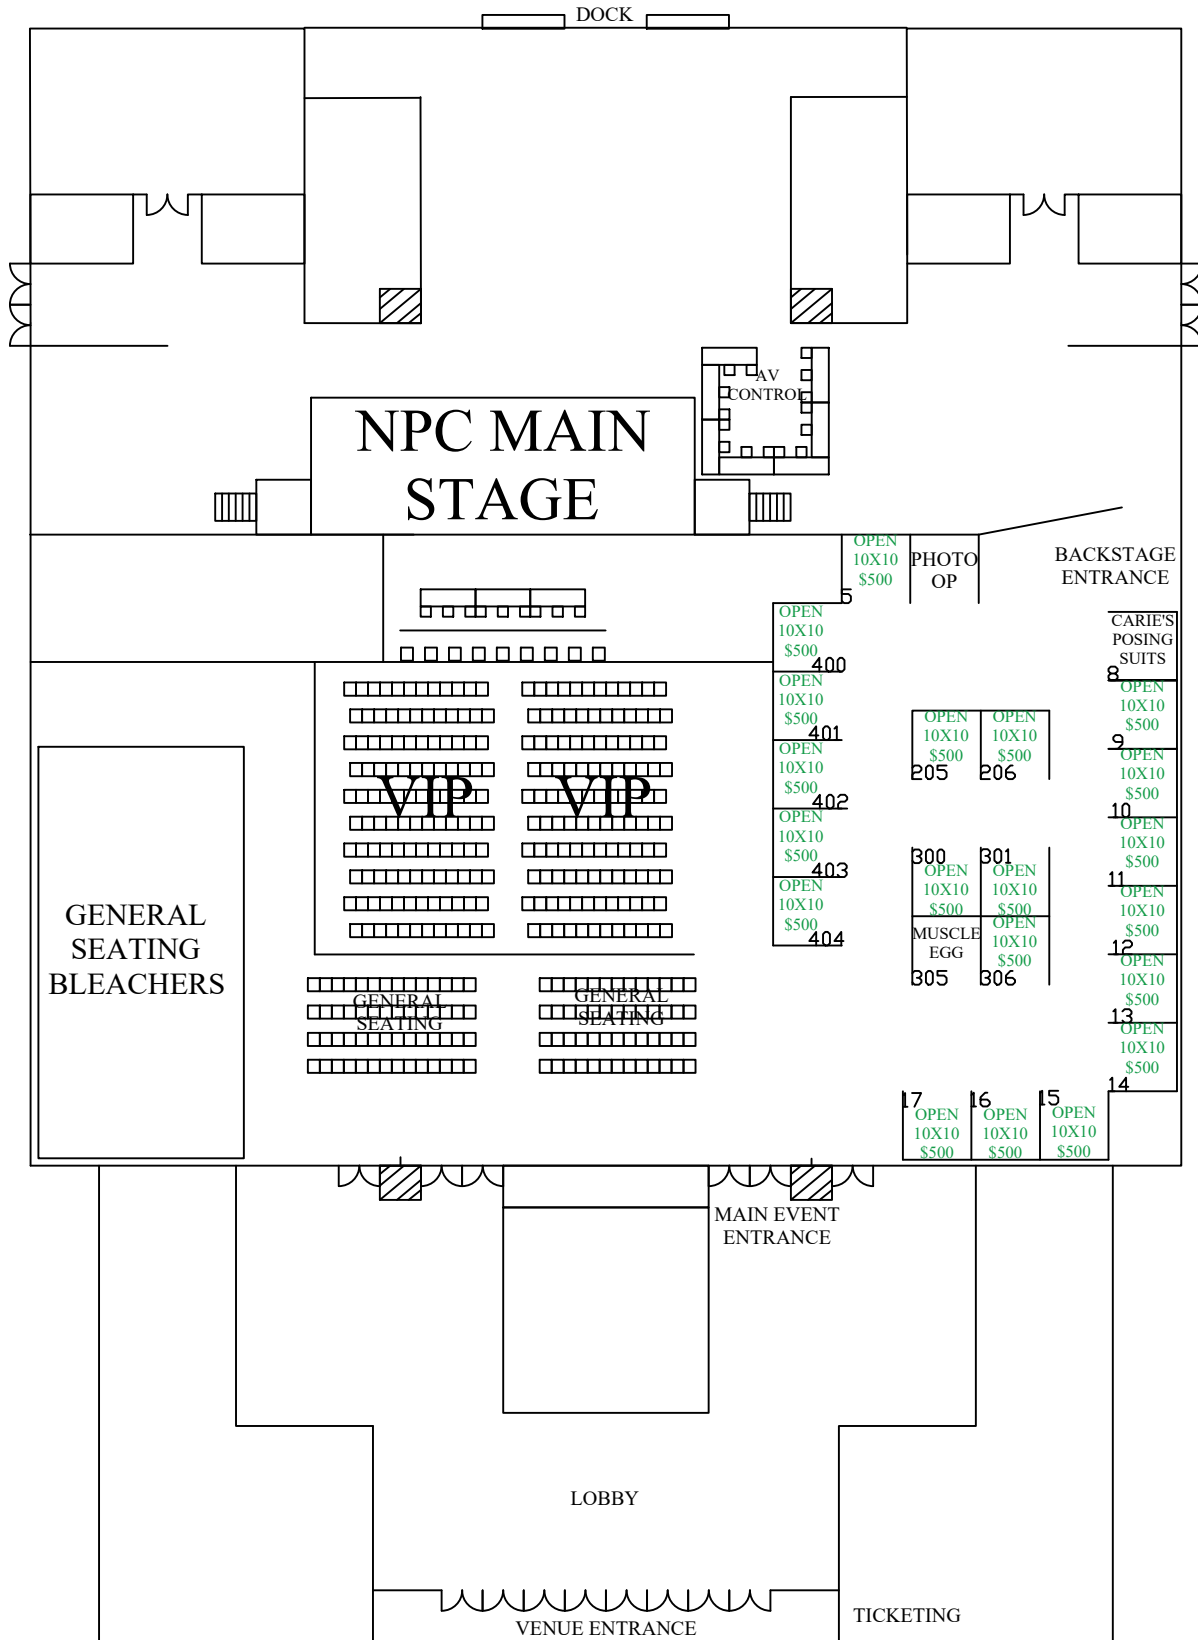 DOCK
AV
CONTROL
NPC MAIN
STAGE
OPEN
10X10
$500
5
PHOTO
OP
BACKSTAGE
ENTRANCE
OPEN
10X10
$500
400
OPEN
10X10
$500
401
OPEN
10X10
$500
402
OPEN
10X10
$500
403
OPEN
10X10
$500
404
CARIE'S
POSING
SUITS
8
OPEN
10X10
$500
9
OPEN
10X10
$500
10
OPEN
10X10
$500
11
OPEN
10X10
$500
12
OPEN
10X10
$500
13
OPEN
10X10
$500
14
OPEN
10X10
$500
205
OPEN
10X10
$500
206
300
OPEN
10X10
$500
301
OPEN
10X10
$500
MUSCLE
EGG
305
OPEN
10X10
$500
306
VIP
VIP
GENERAL
SEATING
BLEACHERS
GENERAL
SEATING
GENERAL
SEATING
17
OPEN
10X10
$500
16
OPEN
10X10
$500
15
OPEN
10X10
$500
MAIN EVENT
ENTRANCE
LOBBY
VENUE ENTRANCE
TICKETING